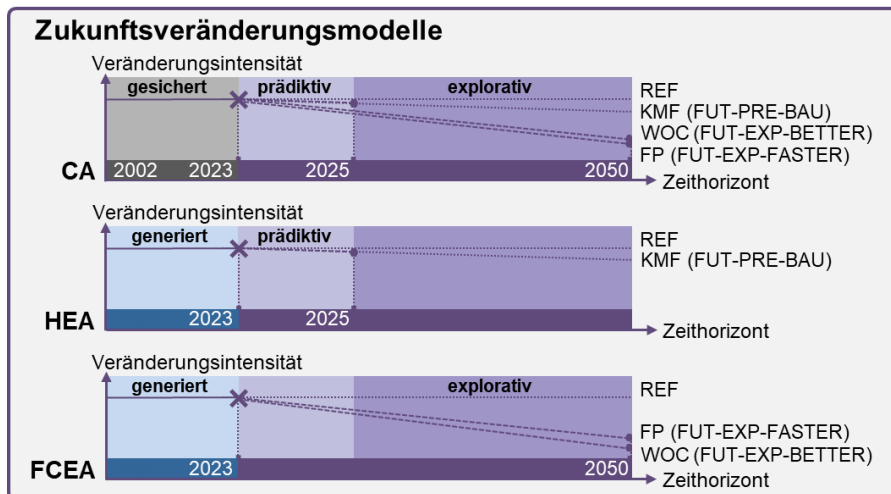 Zukunftsveränderungsmodelle
Veränderungsintensität
gesichert prädiktiv explorativ
REF
KMF (FUT-PRE-BAU)
WOC (FUT-EXP-BETTER)
FP (FUT-EXP-FASTER)
CA 2002 2023 2025 2050
Zeithorizont
Veränderungsintensität
generiert prädiktiv
REF
KMF (FUT-PRE-BAU)
HEA 2023 2025
Zeithorizont
Veränderungsintensität
generiert explorativ
REF
FP (FUT-EXP-FASTER)
WOC (FUT-EXP-BETTER)
FCEA 2023 2050
Zeithorizont